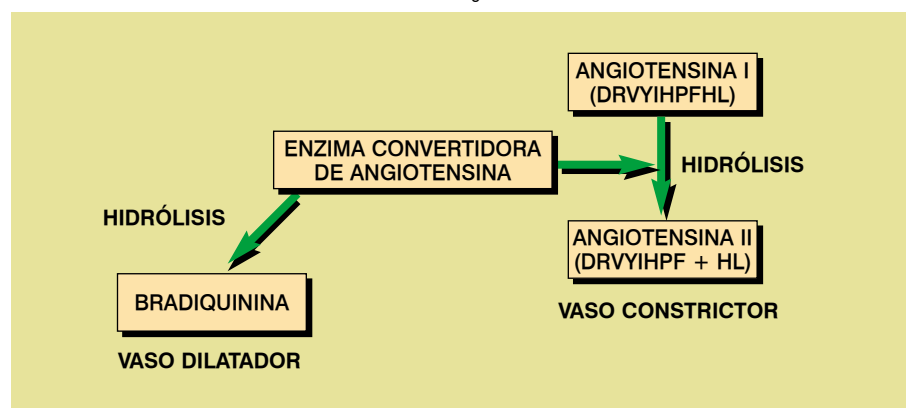 ANGIOTENSINA I
(DRVYIHPFHL)
ENZIMA CONVERTIDORA
DE ANGIOTENSINA
HIDRÓLISIS
HIDRÓLISIS
ANGIOTENSINA II
(DRVYIHPF + HL)
BRADIQUININA
VASO CONSTRICTOR
VASO DILATADOR